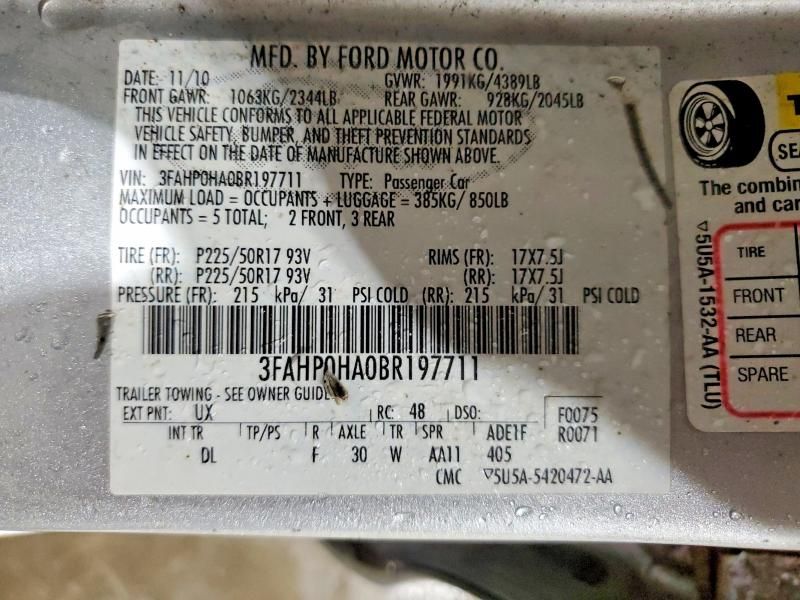 MFD. BY FORD MOTOR CO.
DATE: 11/10 GVWR: 1991KG/4389LB
FRONT GAWR: 1063KG/2344LB REAR GAWR: 928KG/2045LB
THIS VEHICLE CONFORMS TO ALL APPLICABLE FEDERAL MOTOR
VEHICLE SAFETY, BUMPER, AND THEFT PREVENTION STANDARDS
IN EFFECT ON THE DATE OF MANUFACTURE SHOWN ABOVE.
VIN: 3FAHP0HA0BR197711 TYPE: Passenger Car
MAXIMUM LOAD = OCCUPANTS + LUGGAGE = 385KG/ 850LB
OCCUPANTS = 5 TOTAL; 2 FRONT, 3 REAR
TIRE (FR): P225/50R17 93V RIMS (FR): 17X7.5J
(RR): P225/50R17 93V (RR): 17X7.5J
PRESSURE (FR): 215 kPa/ 31 PSI COLD (RR): 215 kPa/ 31 PSI COLD
3FAHP0HA0BR197711
TRAILER TOWING - SEE OWNER GUIDE
EXT PNT: UX RC: 48 DSO: F0075
R0071
INT TR TP/PS R AXLE TR SPR ADE1F
DL F 30 W AA11 405
CMC ▽5U5A-5420472-AA
SEA
The combin
and car
TIRE
FRONT
REAR
SPARE
▽5U5A-1532-AA (TLU)